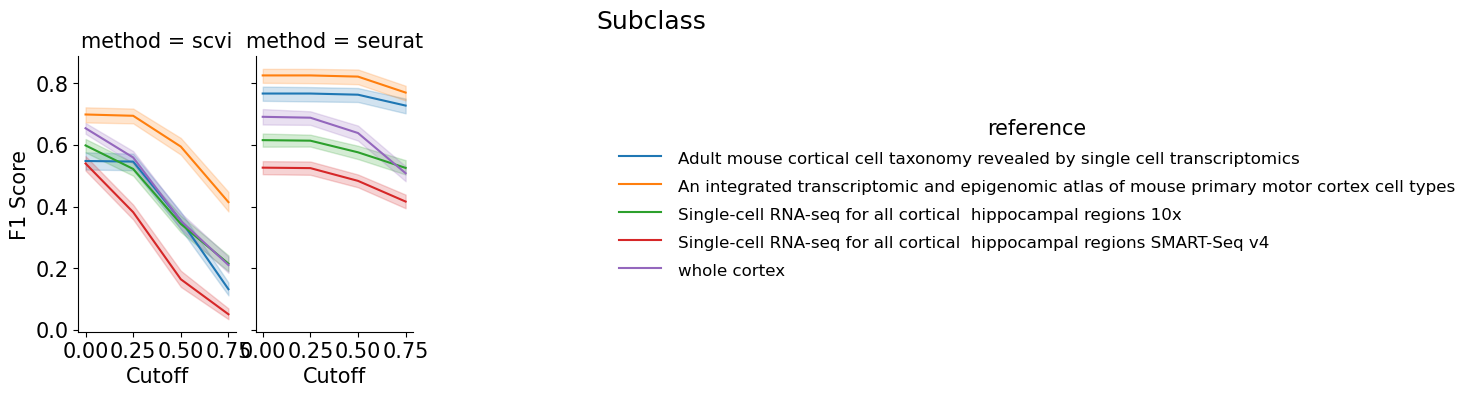 Subclass
method = scvi
method = seurat
F1 Score
0.8
0.6
0.4
0.2
0.0
0.00 0.25 0.50 0.75
0.00 0.25 0.50 0.75
Cutoff
Cutoff
reference
Adult mouse cortical cell taxonomy revealed by single cell transcriptomics
An integrated transcriptomic and epigenomic atlas of mouse primary motor cortex cell types
Single-cell RNA-seq for all cortical  hippocampal regions 10x
Single-cell RNA-seq for all cortical  hippocampal regions SMART-Seq v4
whole cortex